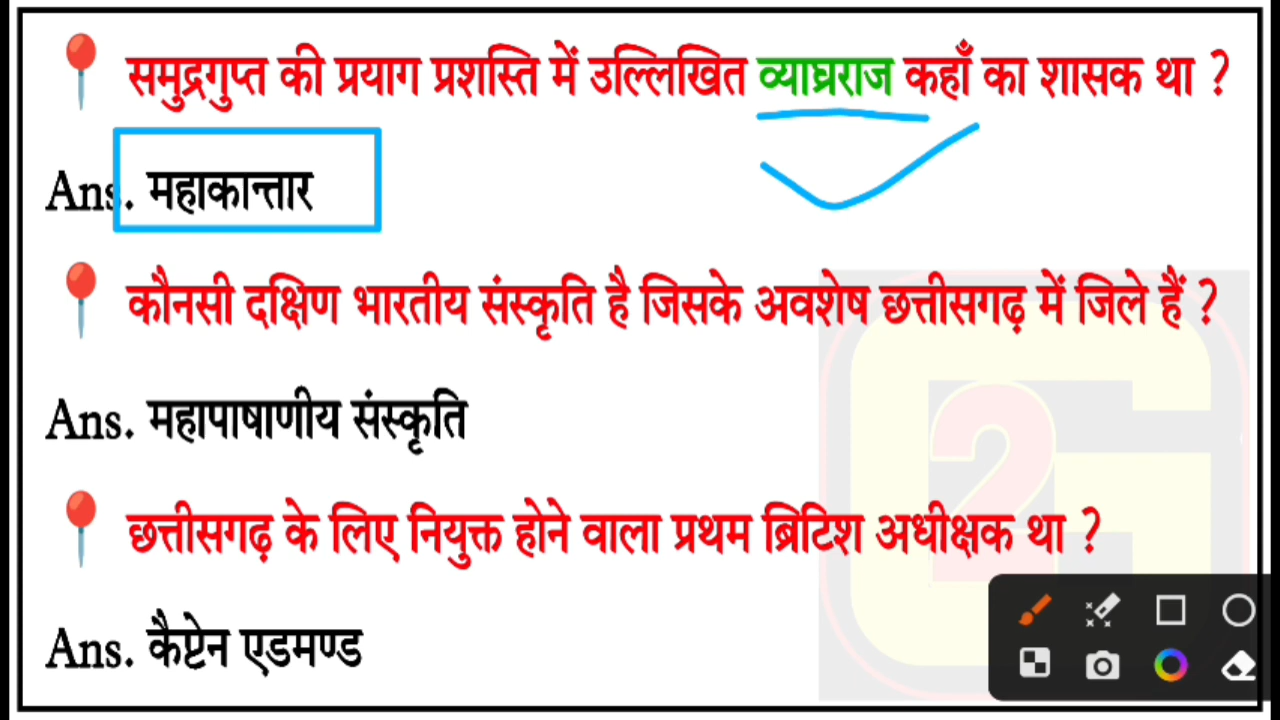 समुद्रगुप्त की प्रयाग प्रशस्ति में उल्लिखित व्याघ्रराज कहाँ का शासक था ?
Ans. महाकान्तार
कौनसी दक्षिण भारतीय संस्कृति है जिसके अवशेष छत्तीसगढ़ में जिले हैं ?
Ans. महापाषाणीय संस्कृति
छत्तीसगढ़ के लिए नियुक्त होने वाला प्रथम ब्रिटिश अधीक्षक था ?
Ans. कैप्टेन एडमण्ड
G2